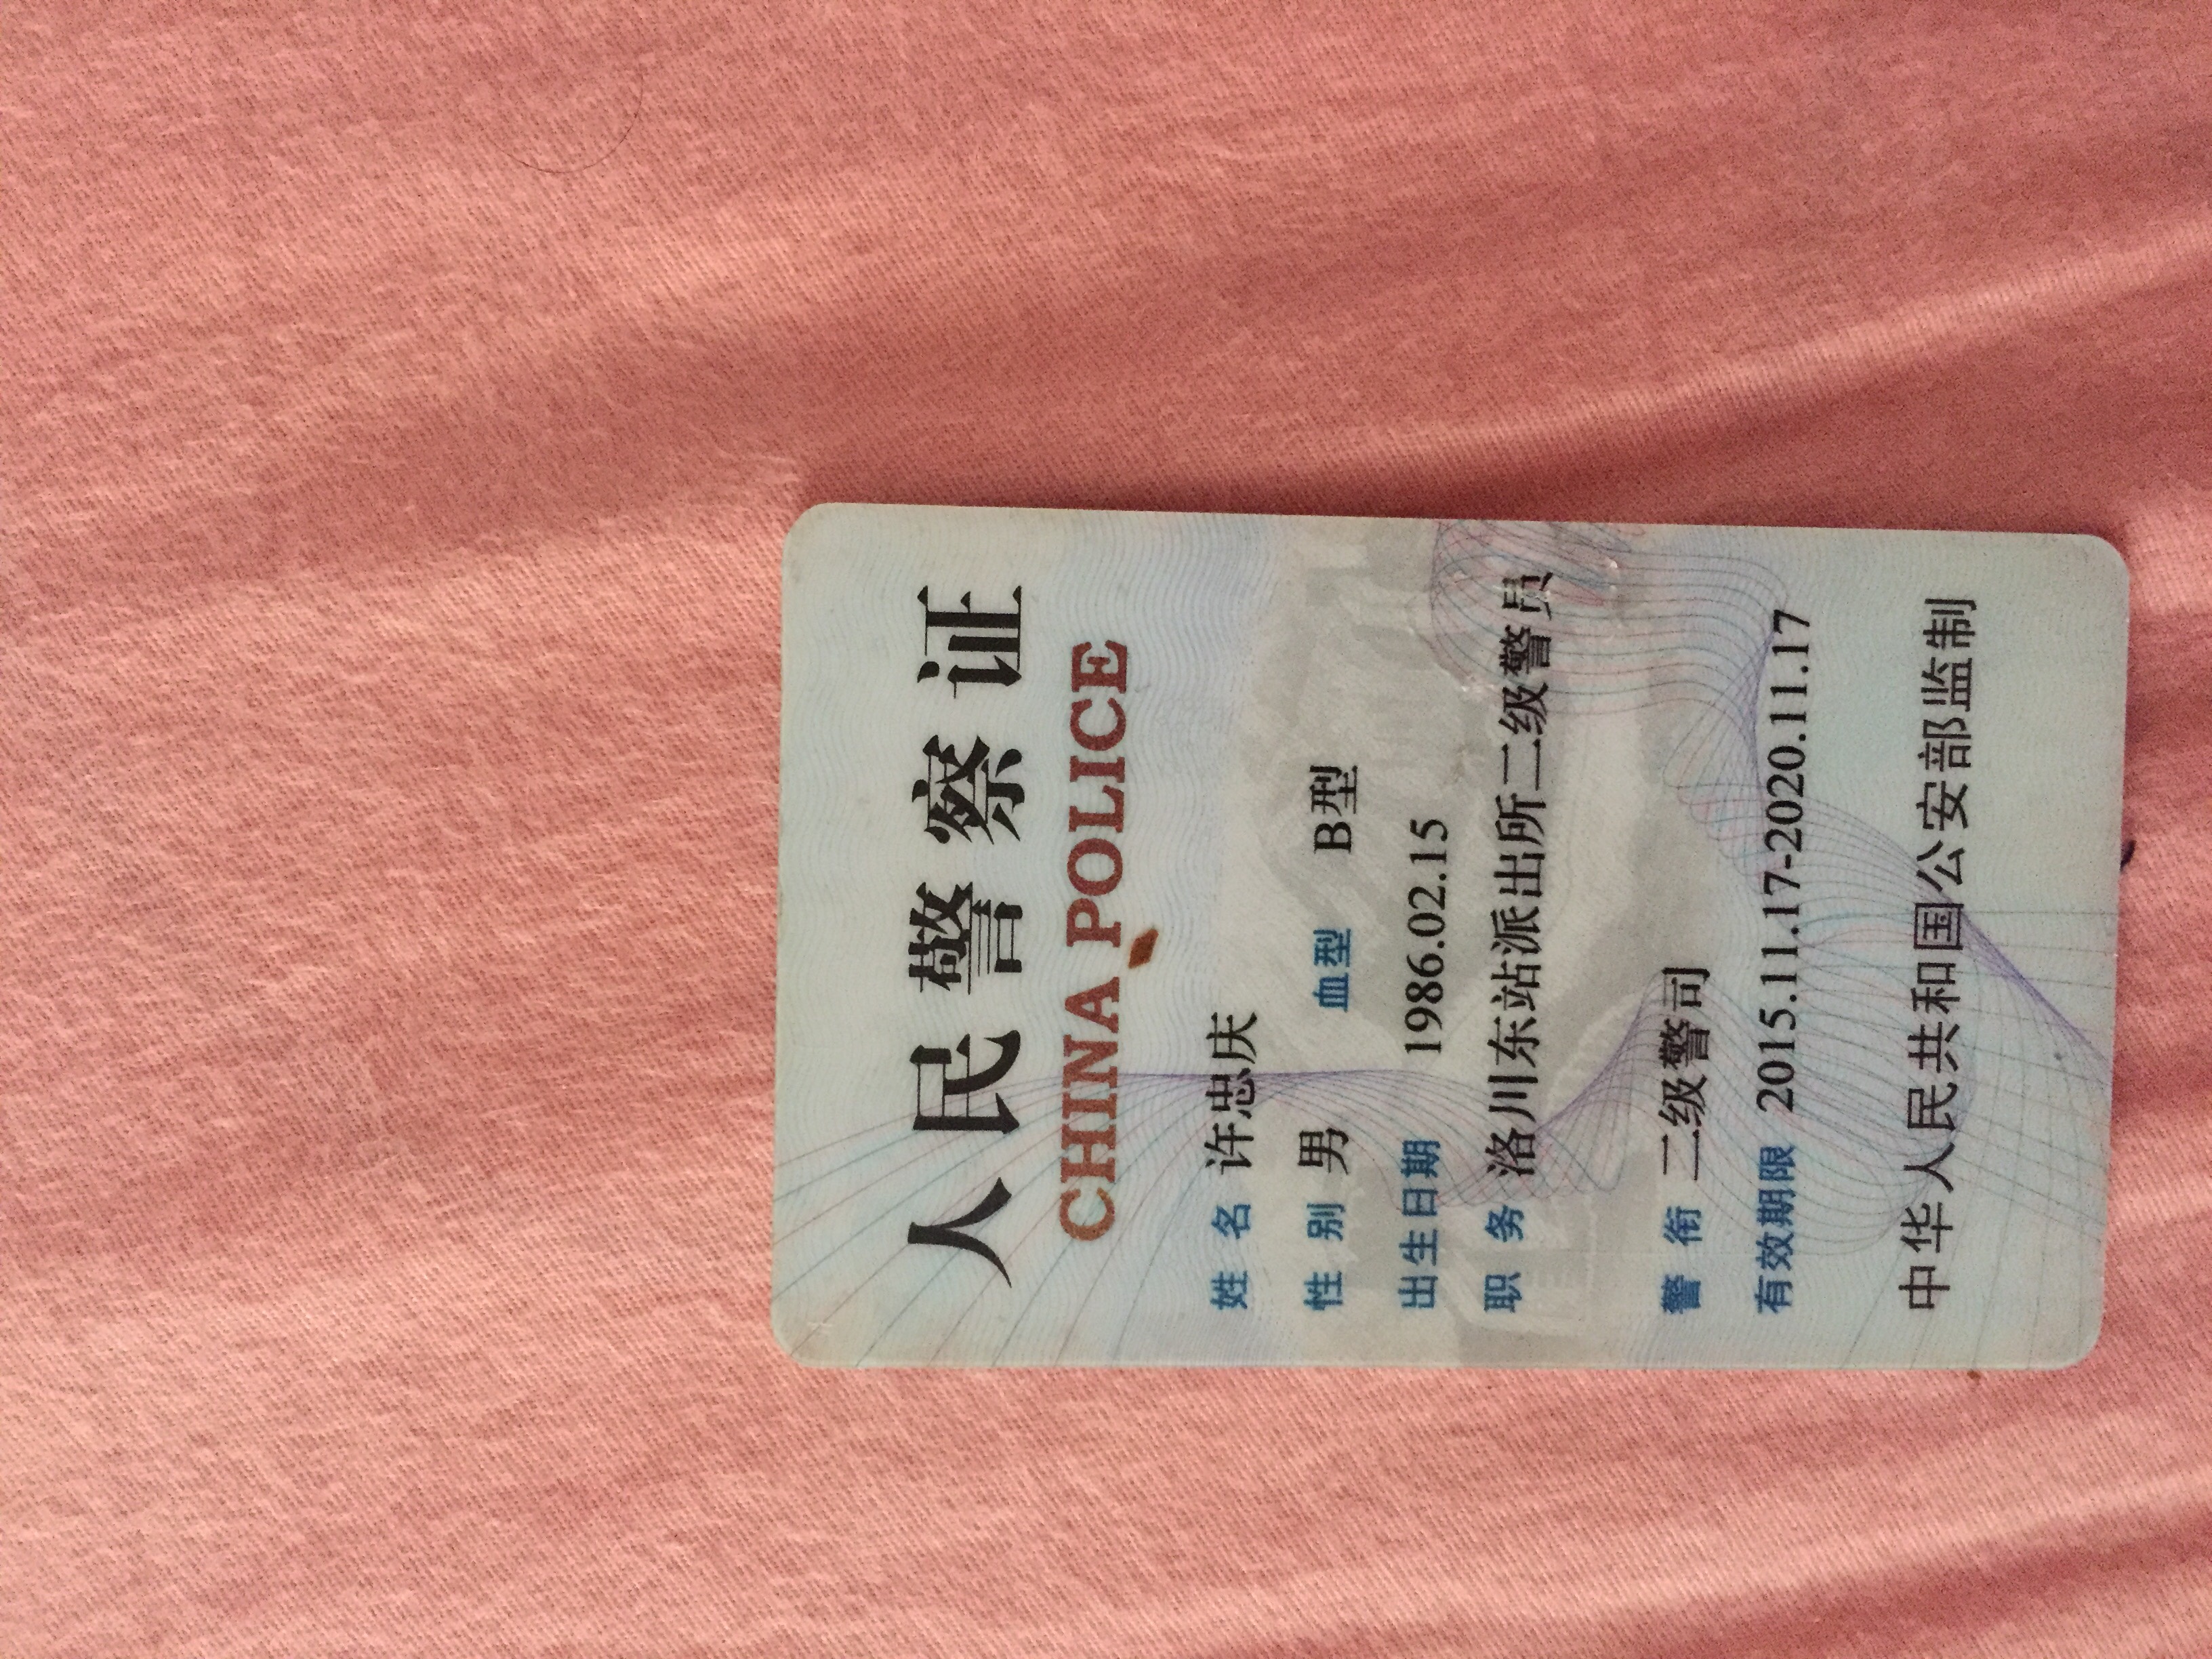 人民警察证
CHINA POLICE
姓 名 许忠庆
性 别 男 血型 B型
出生日期 1986.02.15
职 务 洛川东站派出所二级警员
警 衔 二级警司
有效期限 2015.11.17-2020.11.17
中华人民共和国公安部监制